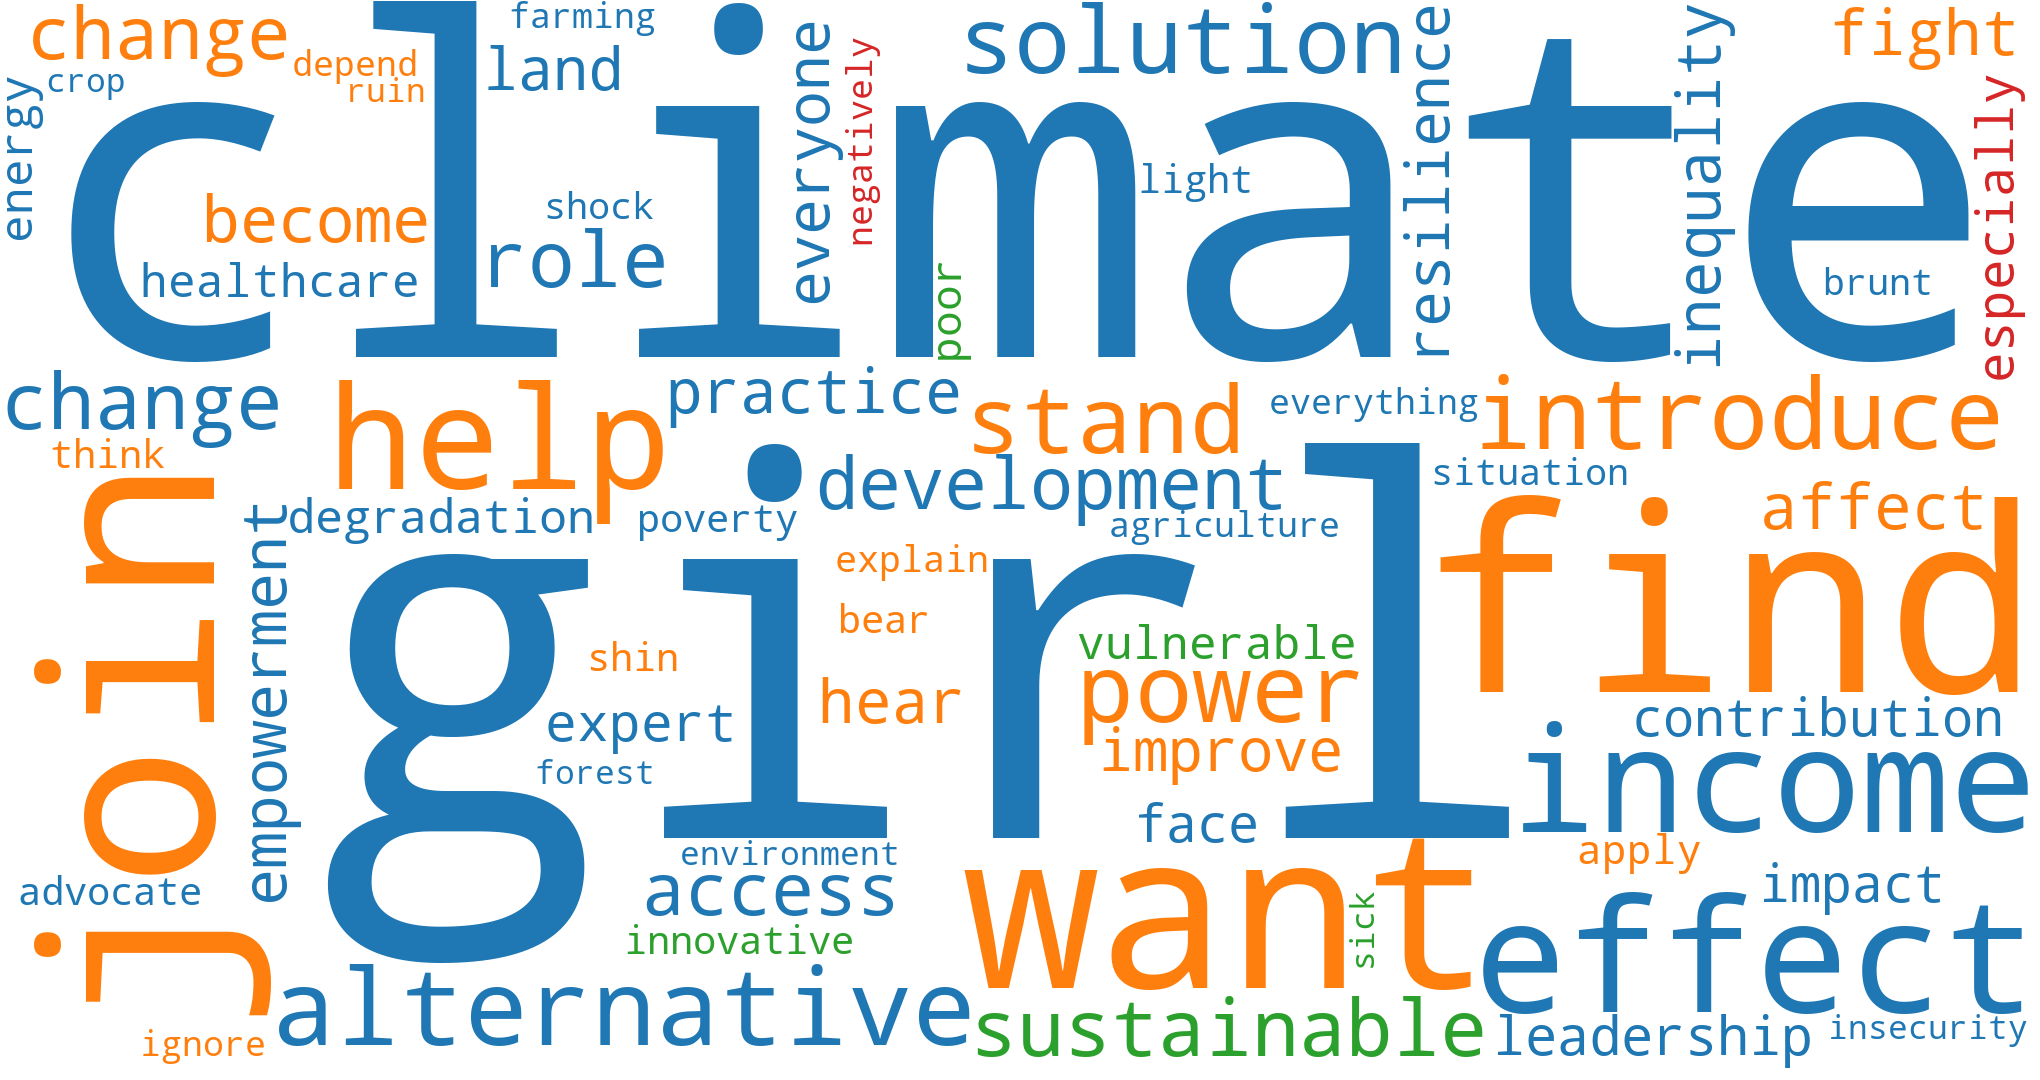 change
farming
solution
fight
depend
land
crop
ruin
everyone
negatively
resilience
inequality
especially
energy
climate
light
become
shock
role
healthcare
poor
brunt
change
help
practice
stand
everything
introduce
think
development
situation
join
empowerment
degradation
poverty
girl
agriculture
find
affect
explain
bear
vulnerable
shin
hear
power
expert
improve
contribution
forest
income
face
environment
want
apply
advocate
access
impact
innovative
sick
effect
alternative
sustainable
leadership
insecurity
ignore